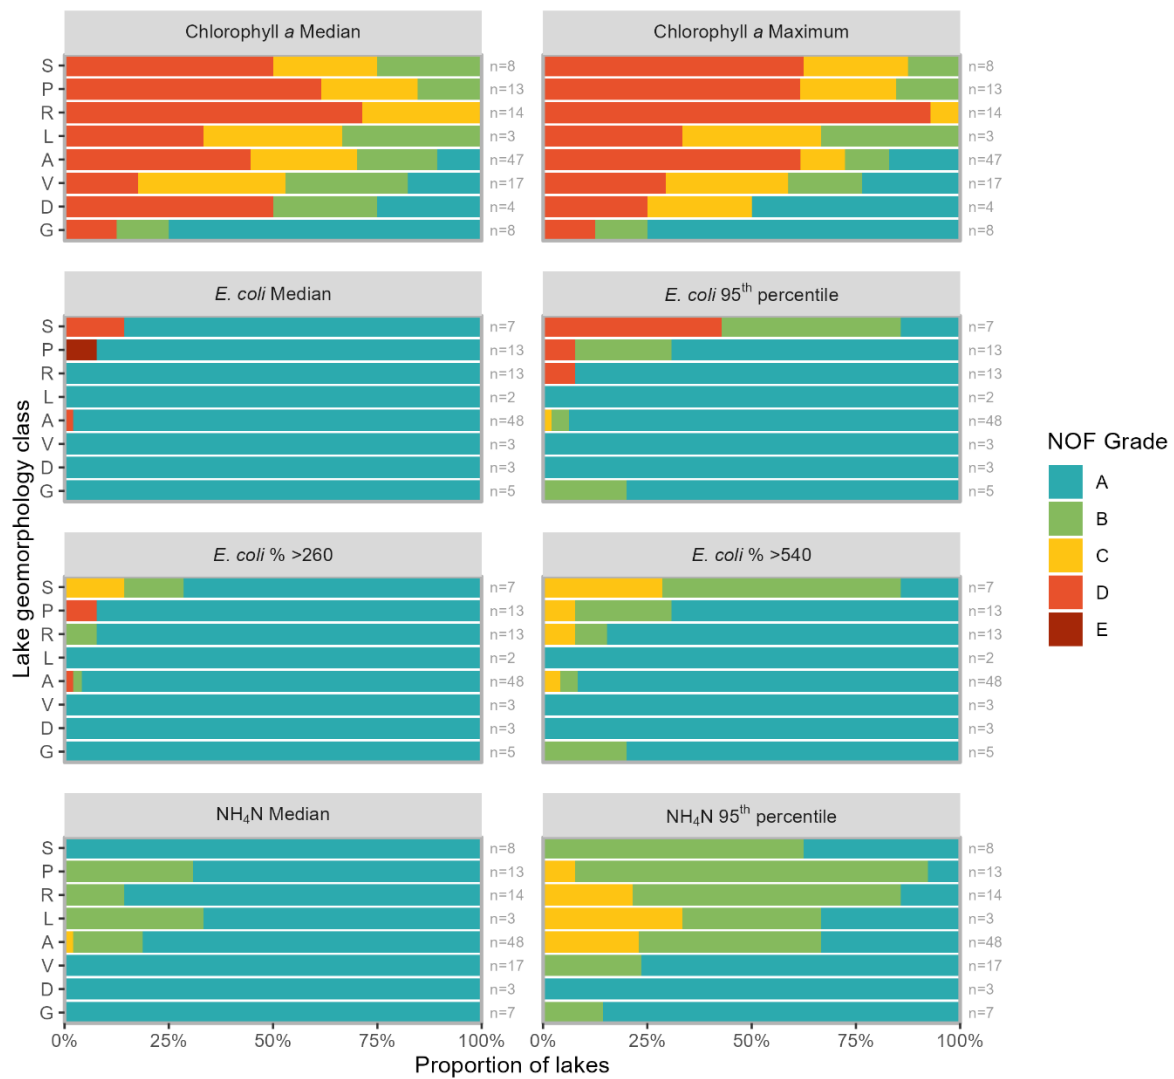 Chlorophyll a Median
Chlorophyll a Maximum
S
n=8
n=8
P
n=13
n=13
R
n=14
n=14
L
n=3
n=3
A
n=47
n=47
V
n=17
n=17
D
n=4
n=4
G
n=8
n=8
E. coli Median
E. coli 95th percentile
S
n=7
n=7
P
n=13
n=13
R
n=13
n=13
L
n=2
n=2
A
n=48
n=48
V
n=3
n=3
D
n=3
n=3
G
n=5
n=5
E. coli % >260
E. coli % >540
S
n=7
n=7
P
n=13
n=13
R
n=13
n=13
L
n=2
n=2
A
n=48
n=48
V
n=3
n=3
D
n=3
n=3
G
n=5
n=5
NH₄N Median
NH₄N 95th percentile
S
n=8
n=8
P
n=13
n=13
R
n=14
n=14
L
n=3
n=3
A
n=48
n=48
V
n=17
n=17
D
n=3
n=3
G
n=7
n=7
0% 25% 50% 75% 100%
0% 25% 50% 75% 100%
Proportion of lakes
Lake geomorphology class
NOF Grade
A
B
C
D
E